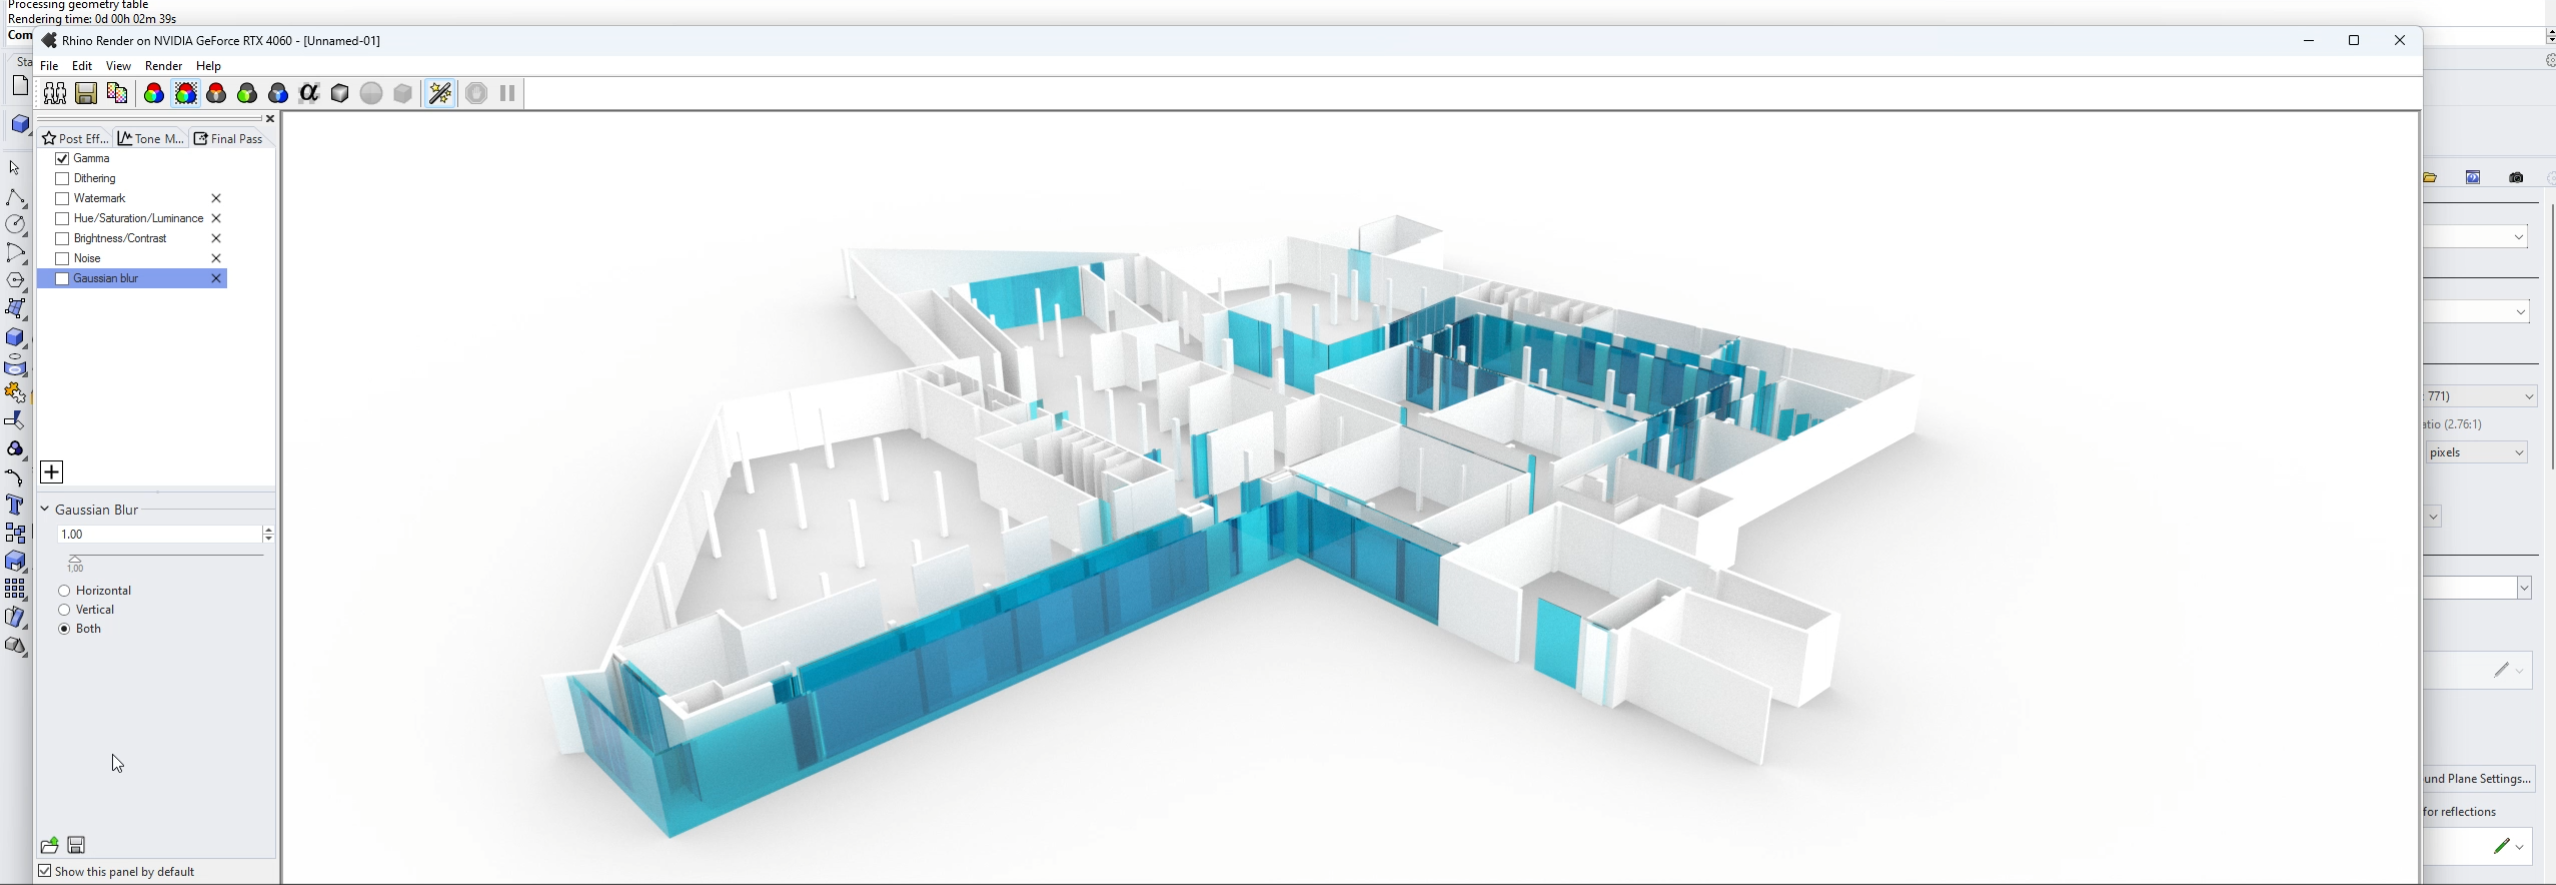 Processing geometry table
Rendering time: 0d 00h 02m 39s
Com
Rhino Render on NVIDIA GeForce RTX 4060 - [Unnamed-01]
Sta
File Edit View Render Help
α
Post Eff... Tone M... Final Pass
Gamma
Dithering
Watermark
Hue/Saturation/Luminance
Brightness/Contrast
Noise
Gaussian blur
Gaussian Blur
1.00
1.00
Horizontal
Vertical
Both
Show this panel by default
771)
atio (2.76:1)
pixels
und Plane Settings...
for reflections